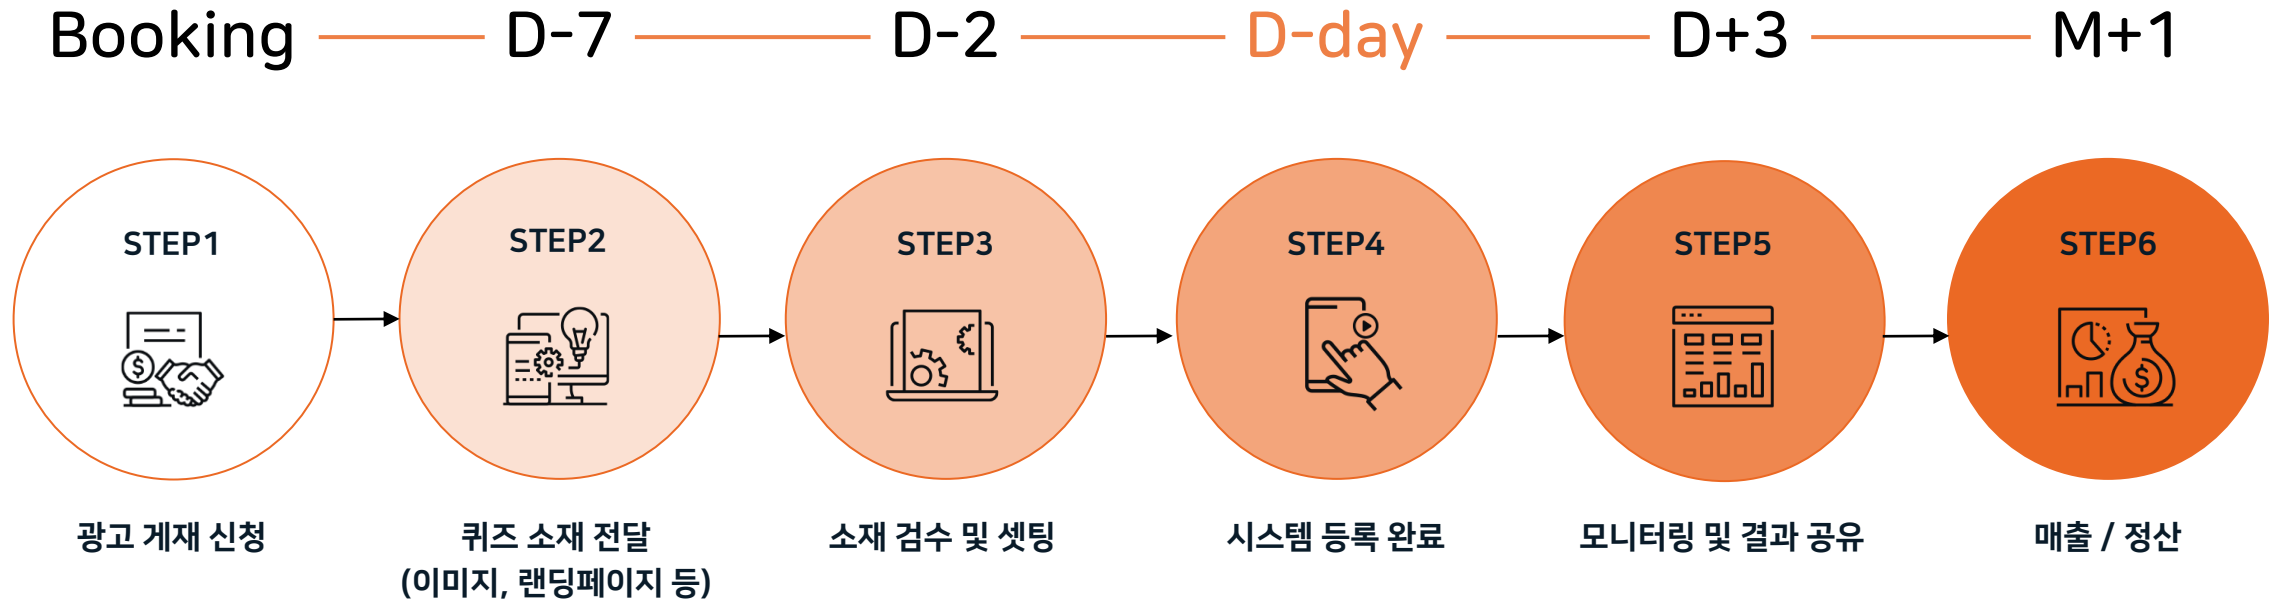 Booking
D-7
D-2
D-day
D+3
M+1
STEP1
STEP2
STEP3
STEP4
STEP5
STEP6
광고 게재 신청
퀴즈 소재 전달
(이미지, 랜딩페이지 등)
소재 검수 및 셋팅
시스템 등록 완료
모니터링 및 결과 공유
매출 / 정산